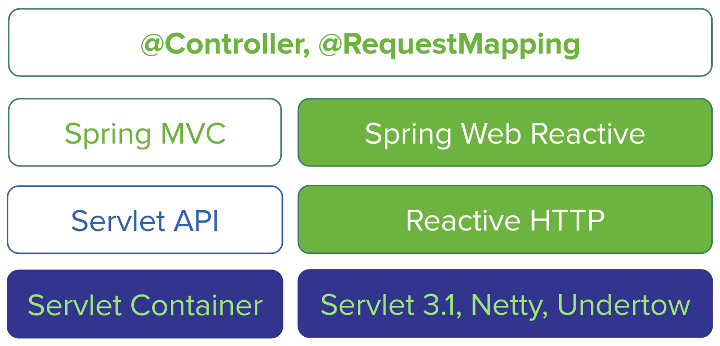 @Controller, @RequestMapping
Spring MVC
Spring Web Reactive
Servlet API
Reactive HTTP
Servlet Container
Servlet 3.1, Netty, Undertow